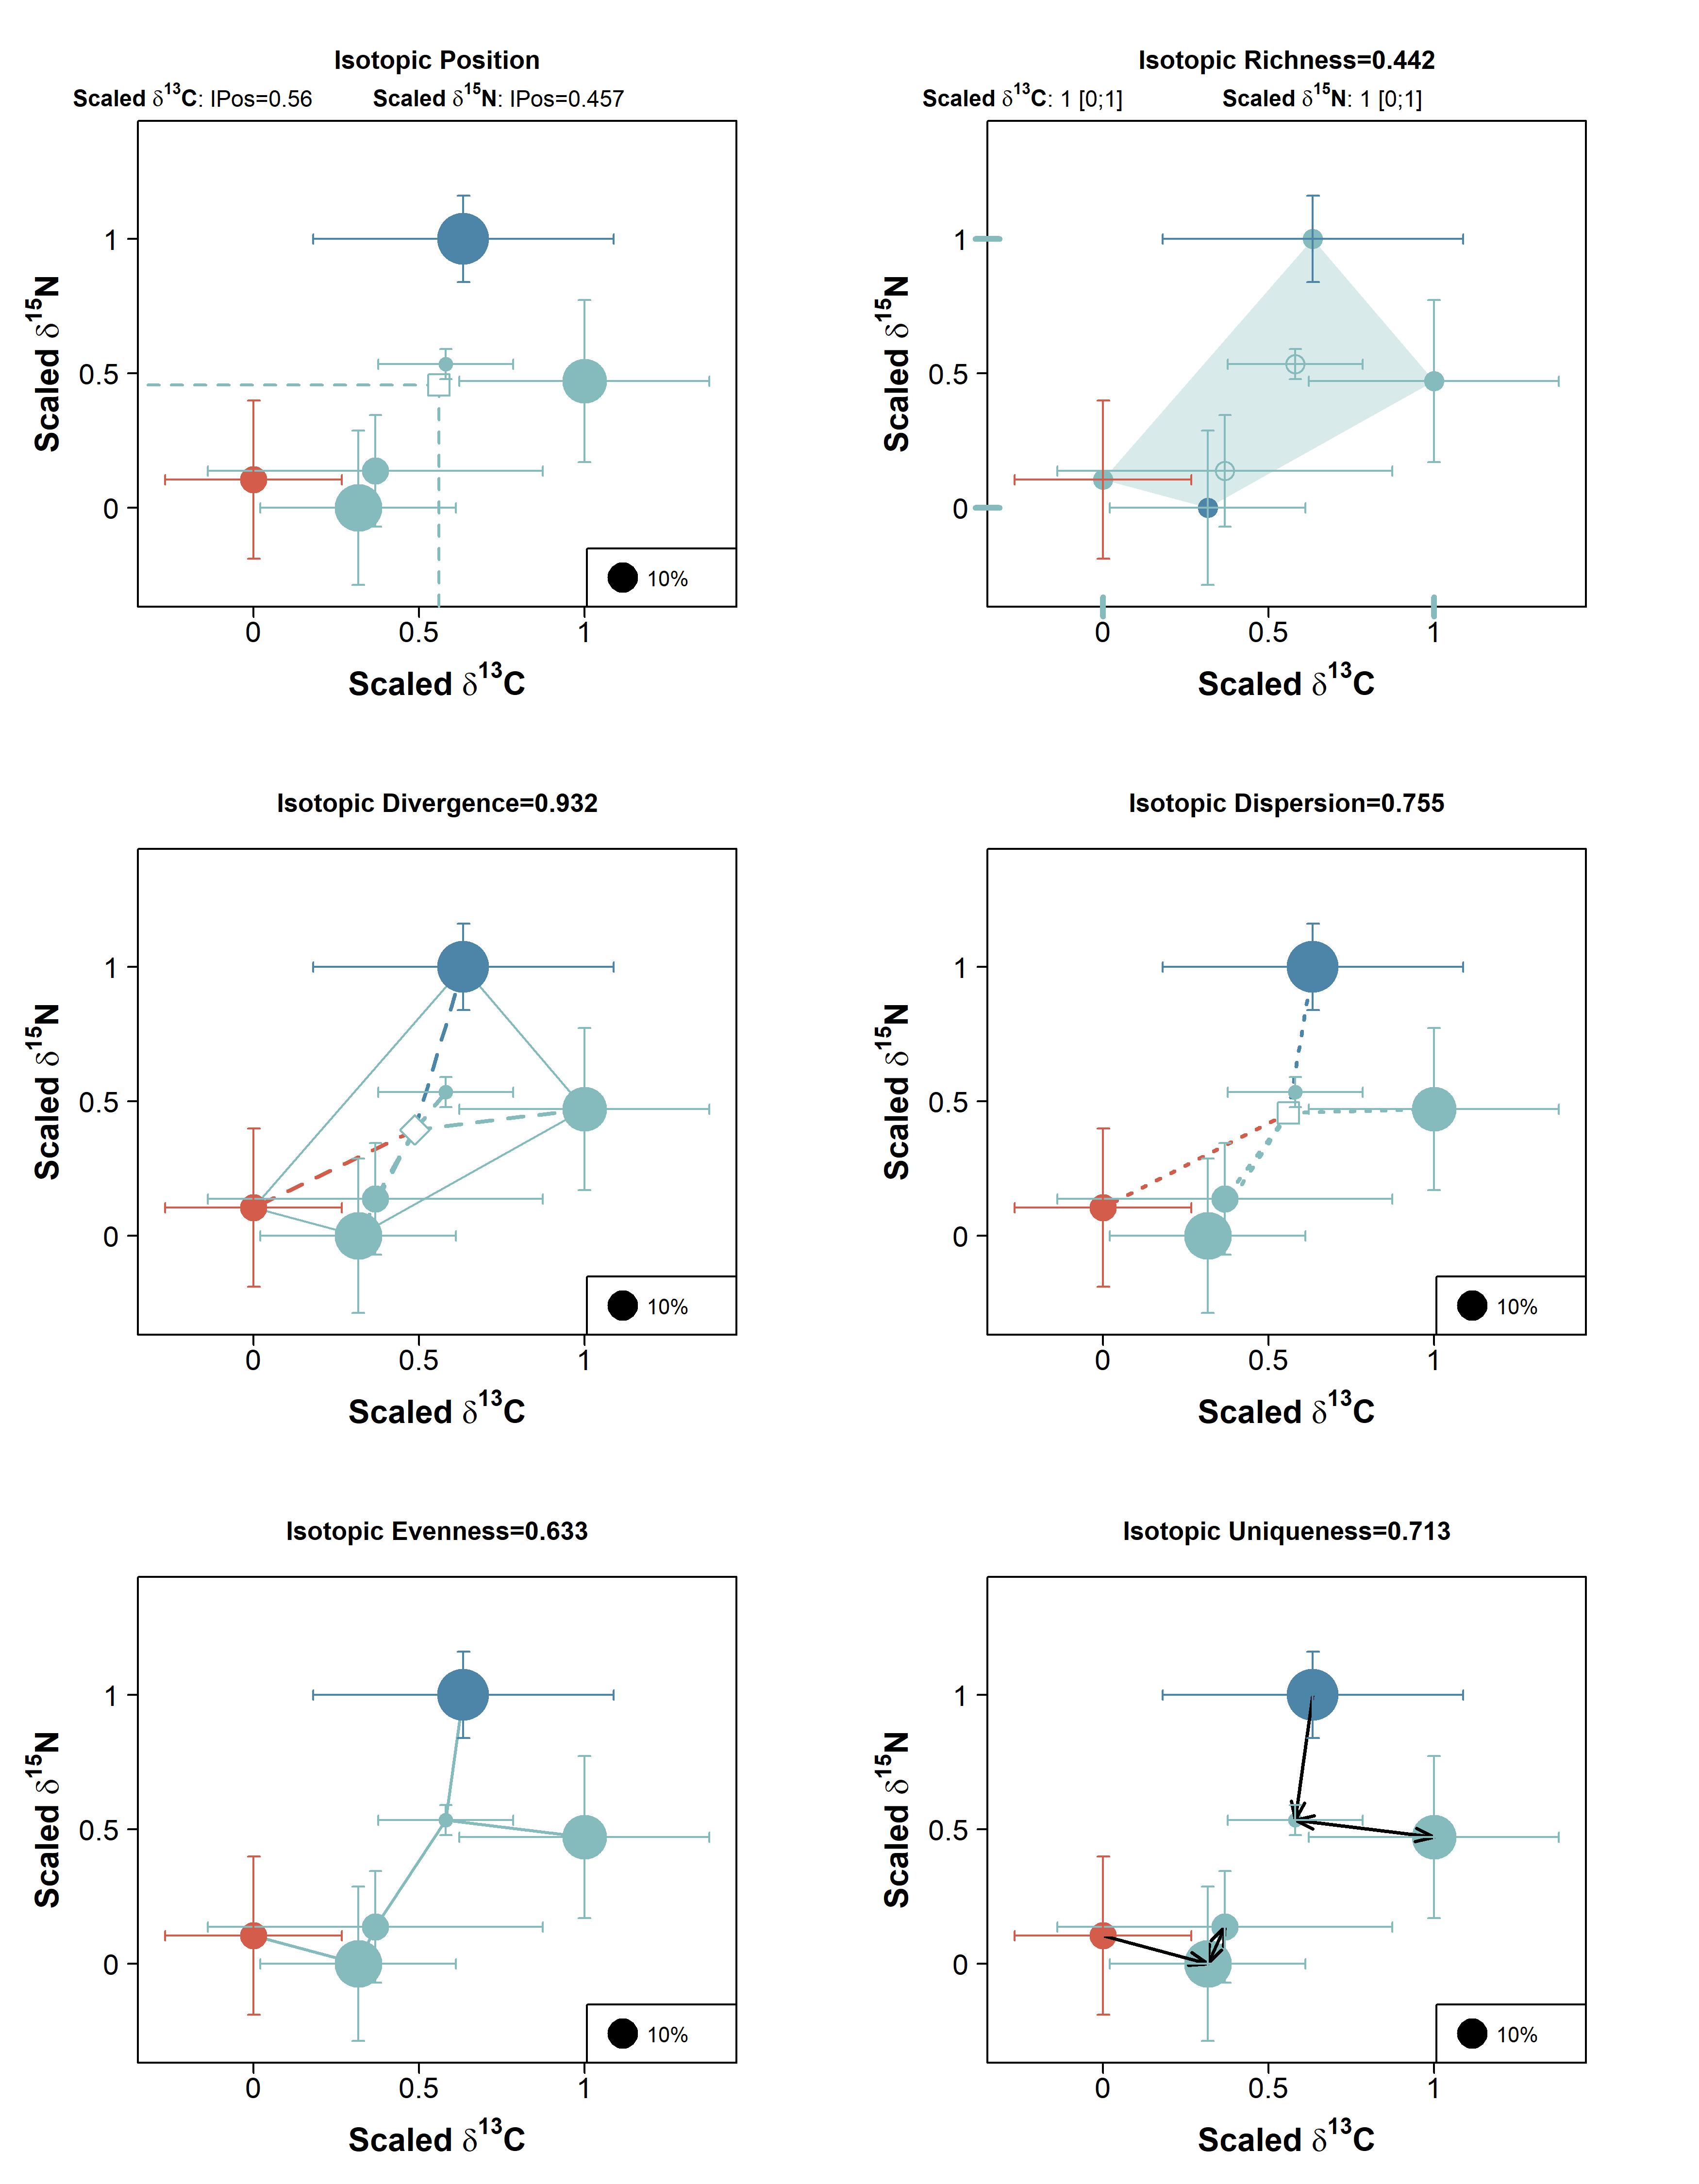 Isotopic Position
Scaled δ13C: IPos=0.56 Scaled δ15N: IPos=0.457
1
0.5
0
Scaled δ15N
10%
0 0.5 1
Scaled δ13C
Isotopic Richness=0.442
Scaled δ13C: 1 [0;1] Scaled δ15N: 1 [0;1]
1
0.5
0
Scaled δ15N
0 0.5 1
Scaled δ13C
Isotopic Divergence=0.932
1
0.5
0
Scaled δ15N
10%
0 0.5 1
Scaled δ13C
Isotopic Dispersion=0.755
1
0.5
0
Scaled δ15N
10%
0 0.5 1
Scaled δ13C
Isotopic Evenness=0.633
1
0.5
0
Scaled δ15N
10%
0 0.5 1
Scaled δ13C
Isotopic Uniqueness=0.713
1
0.5
0
Scaled δ15N
10%
0 0.5 1
Scaled δ13C